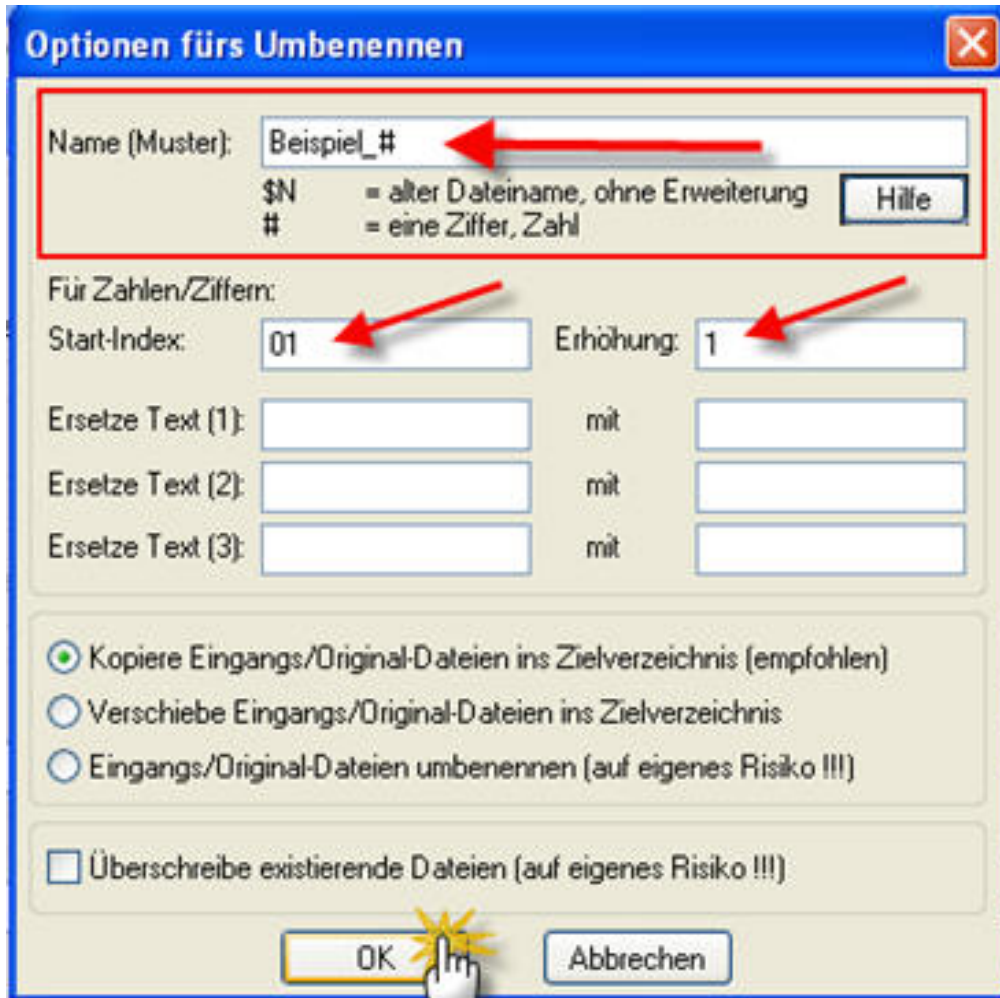 Optionen fürs Umbenennen
Name (Muster): Beispiel_#
$N = alter Dateiname, ohne Erweiterung
Hilfe
# = eine Ziffer, Zahl
Für Zahlen/Ziffern:
Start-Index: 01 Erhöhung: 1
Ersetze Text (1): mit
Ersetze Text (2): mit
Ersetze Text (3): mit
Kopiere Eingangs/Original-Dateien ins Zielverzeichnis (empfohlen)
Verschiebe Eingangs/Original-Dateien ins Zielverzeichnis
Eingangs/Original-Dateien umbenennen (auf eigenes Risiko !!!)
Überschreibe existierende Dateien (auf eigenes Risiko !!!)
OK Abbrechen